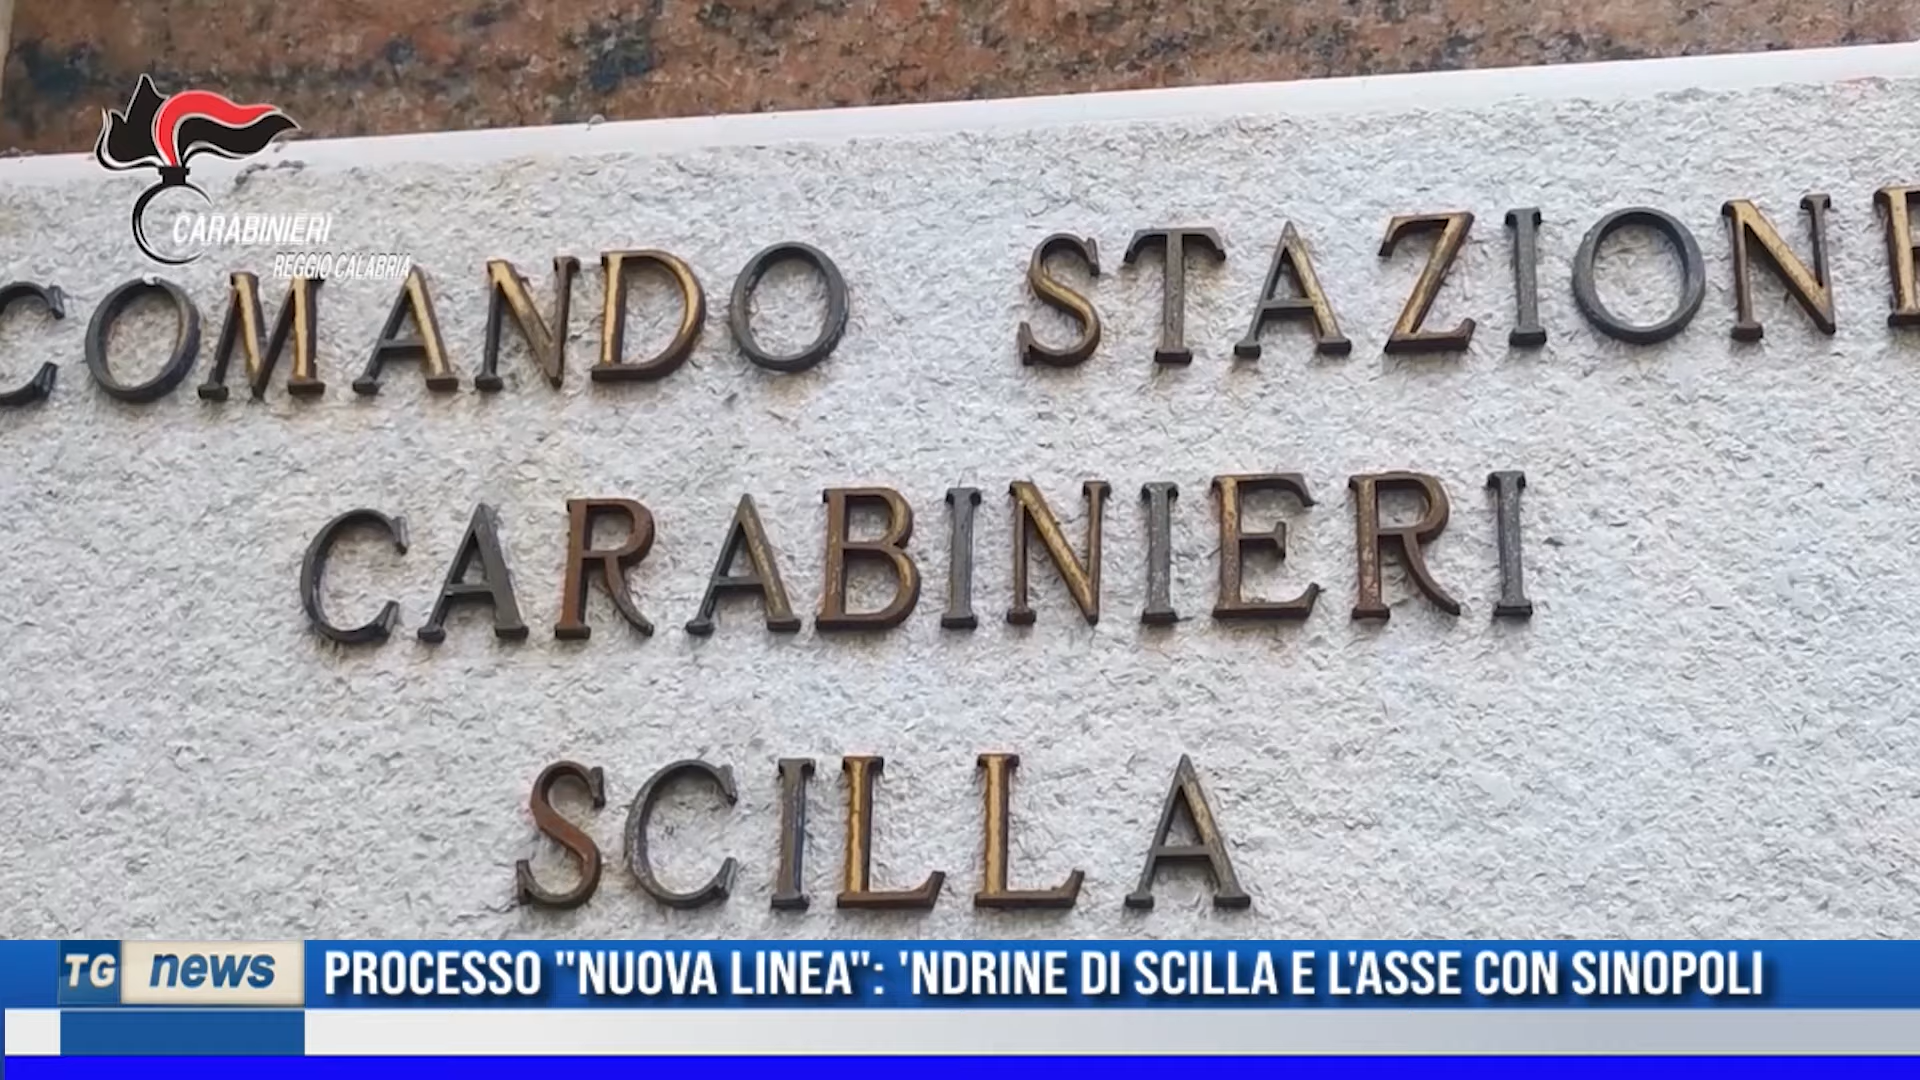 CARABINIERI
REGGIO CALABRIA
COMANDO STAZIONE
CARABINIERI
SCILLA
TG news PROCESSO "NUOVA LINEA": 'NDRINE DI SCILLA E L'ASSE CON SINOPOLI